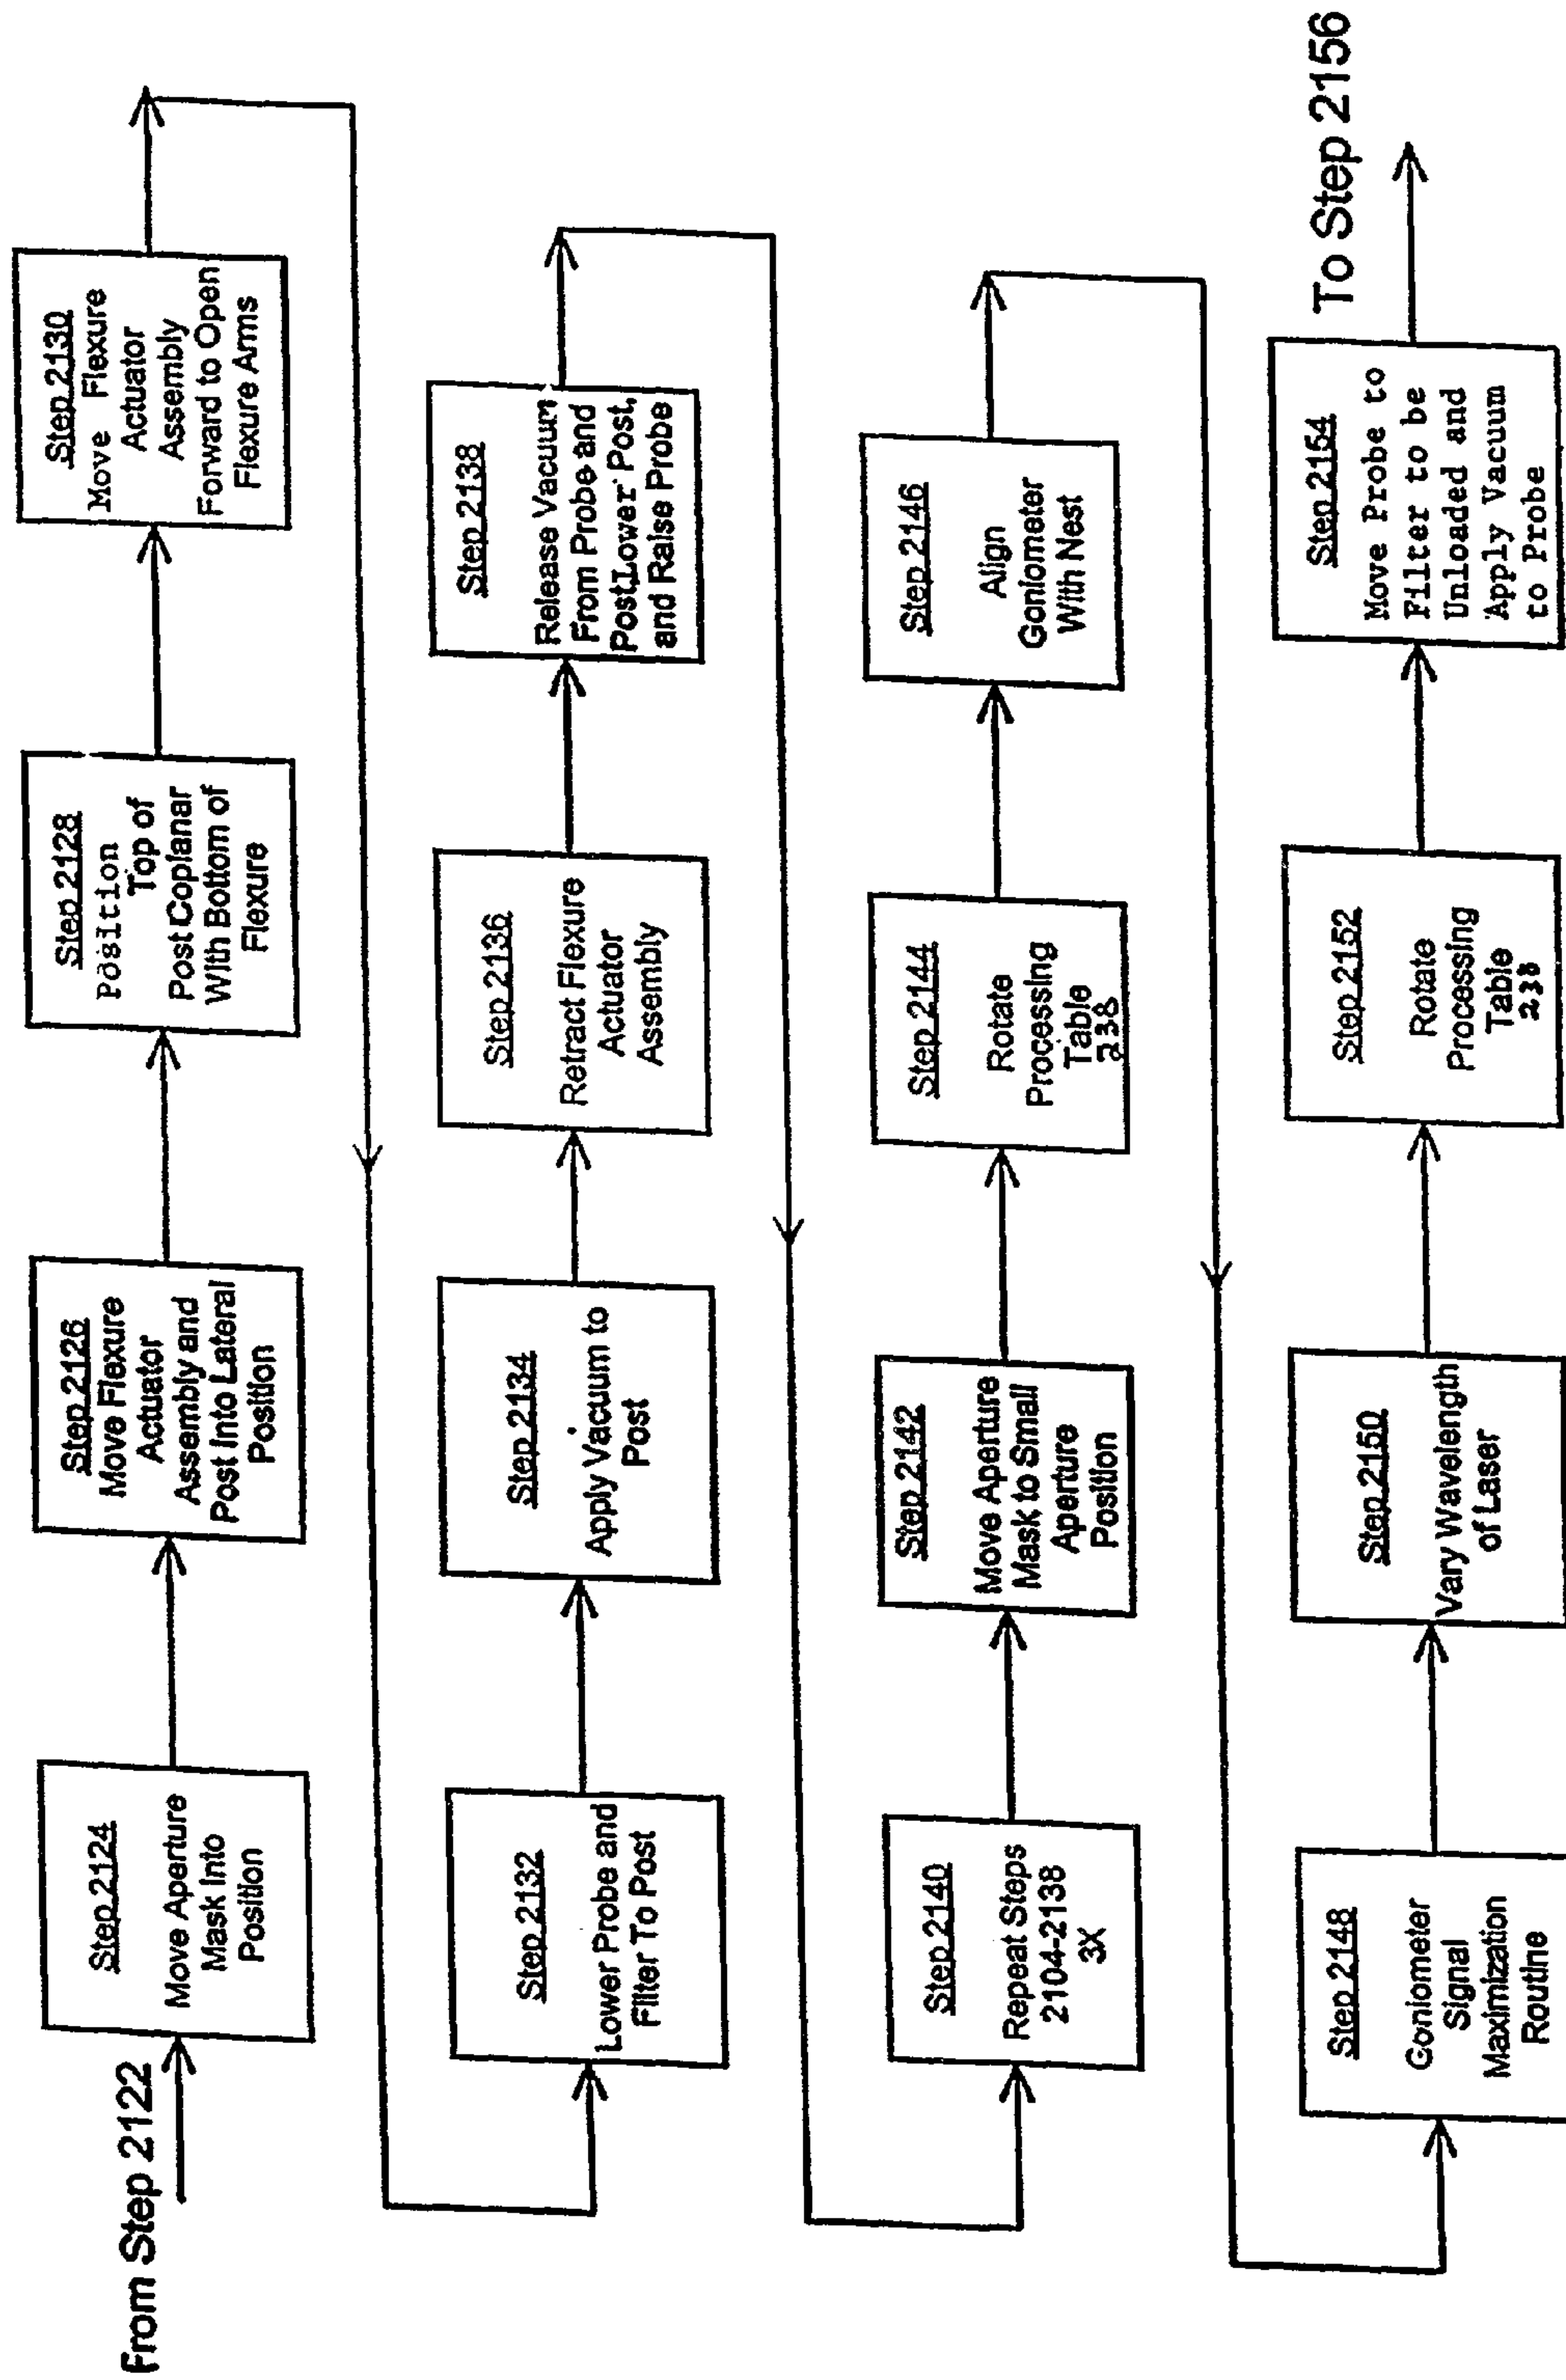 From Step 2122
Step 2124
Move Aperture
Mask Into
Position
Step 2126
Move Flexure
Actuator
Assembly and
Post Into Lateral
Position
Step 2128
Position
Top of
Post Coplanar
With Bottom of
Flexure
Step 2130
Move Flexure
Actuator
Assembly
Forward to Open
Flexure Arms
Step 2132
Lower Probe and
Filter To Post
Step 2134
Apply Vacuum to
Post
Step 2136
Retract Flexure
Actuator
Assembly
Step 2138
Release Vacuum
From Probe and
Post,Lower Post,
and Raise Probe
Step 2140
Repeat Steps
2104-2138
3X
Step 2142
Move Aperture
Mask to Small
Aperture
Position
Step 2144
Rotate
Processing
Table
238
Step 2146
Align
Goniometer
With Nest
Step 2148
Goniometer
Signal
Maximization
Routine
Step 2150
Vary Wavelength
of Laser
Step 2152
Rotate
Processing
Table
238
Step 2154
Move Probe to
Filter to be
Unloaded and
Apply Vacuum
to Probe
To Step 2156